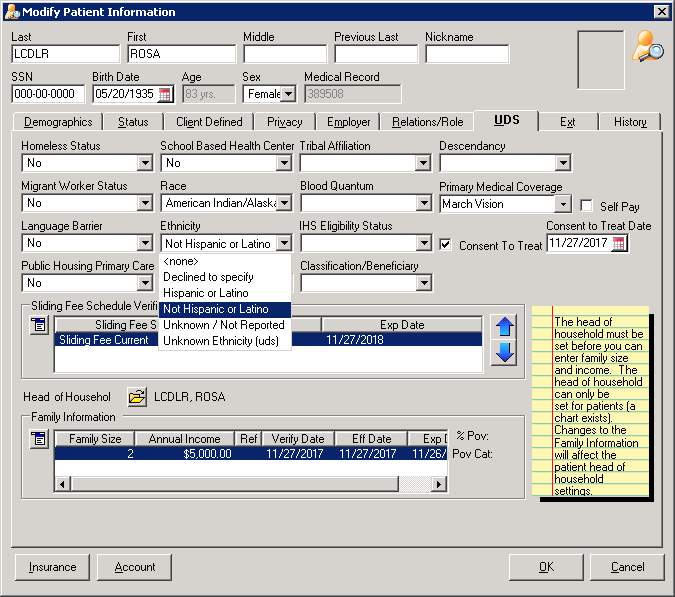 Modify Patient Information
Last First Middle Previous Last Nickname
LCDLR ROSA
SSN Birth Date Age Sex Medical Record
000-00-0000 05/20/1935 83 yrs. Female 389508
Demographics Status Client Defined Privacy Employer Relations/Role UDS Ext History
Homeless Status School Based Health Center Tribal Affiliation Descendancy
No No
Migrant Worker Status Race Blood Quantum Primary Medical Coverage
No American Indian/Alaska March Vision Self Pay
Language Barrier Ethnicity IHS Eligibility Status Consent to Treat Date
No Not Hispanic or Latino Consent To Treat 11/27/2017
Public Housing Primary Care Classification/Beneficiary
No
<none>
Declined to specify
Hispanic or Latino
Not Hispanic or Latino
Unknown / Not Reported
Unknown Ethnicity (uds)
Sliding Fee Schedule Verifi
Sliding Fee S Exp Date
Sliding Fee Current 11/27/2018
Head of Househol LCDLR, ROSA
Family Information
Family Size Annual Income Ref Verify Date Eff Date Exp D % Pov:
2 $5,000.00 11/27/2017 11/27/2017 11/26/ Pov Cat:
The head of
household must be
set before you can
enter family size
and income. The
head of household
can only be
set for patients (a
chart exists).
Changes to the
Family Information
will affect the
patient head of
household
settings.
Insurance Account OK Cancel